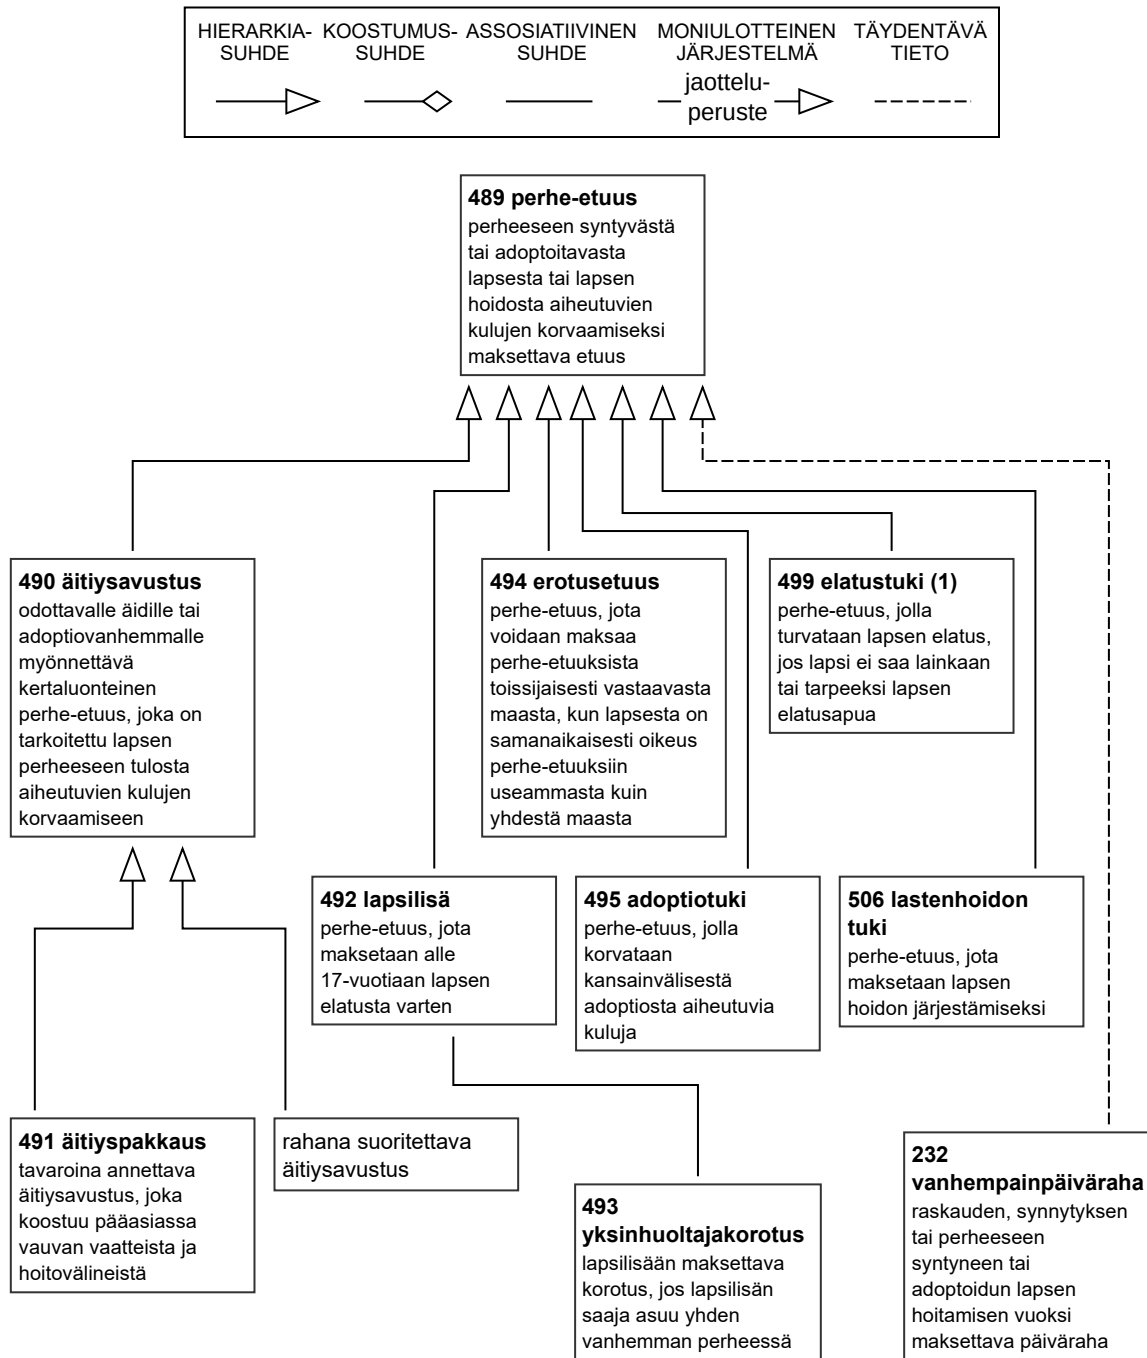 HIERARKIA-
SUHDE
KOOSTUMUS-
SUHDE
ASSOSIATIIVINEN
SUHDE
MONIULOTTEINEN
JÄRJESTELMÄ
jaottelu-
peruste
TÄYDENTÄVÄ
TIETO
489 perhe-etuus
perheeseen syntyvästä
tai adoptoitavasta
lapsesta tai lapsen
hoidosta aiheutuvien
kulujen korvaamiseksi
maksettava etuus
490 äitiysavustus
odottavalle äidille tai
adoptiovanhemmalle
myönnettävä
kertaluonteinen
perhe-etuus, joka on
tarkoitettu lapsen
perheeseen tulosta
aiheutuvien kulujen
korvaamiseen
494 erotusetuus
perhe-etuus, jota
voidaan maksaa
perhe-etuuksista
toissijaisesti vastaavasta
maasta, kun lapsesta on
samanaikaisesti oikeus
perhe-etuuksiin
useammasta kuin
yhdestä maasta
499 elatustuki (1)
perhe-etuus, jolla
turvataan lapsen elatus,
jos lapsi ei saa lainkaan
tai tarpeeksi lapsen
elatusapua
492 lapsilisä
perhe-etuus, jota
maksetaan alle
17-vuotiaan lapsen
elatusta varten
495 adoptiotuki
perhe-etuus, jolla
korvataan
kansainvälisestä
adoptiosta aiheutuvia
kuluja
506 lastenhoidon
tuki
perhe-etuus, jota
maksetaan lapsen
hoidon järjestämiseksi
491 äitiyspakkaus
tavaroina annettava
äitiysavustus, joka
koostuu pääasiassa
vauvan vaatteista ja
hoitovälineistä
rahana suoritettava
äitiysavustus
493
yksinhuoltajakorotus
lapsilisään maksettava
korotus, jos lapsilisän
saaja asuu yhden
vanhemman perheessä
232
vanhempainpäiväraha
raskauden, synnytyksen
tai perheeseen
syntyneen tai
adoptoidun lapsen
hoitamisen vuoksi
maksettava päiväraha